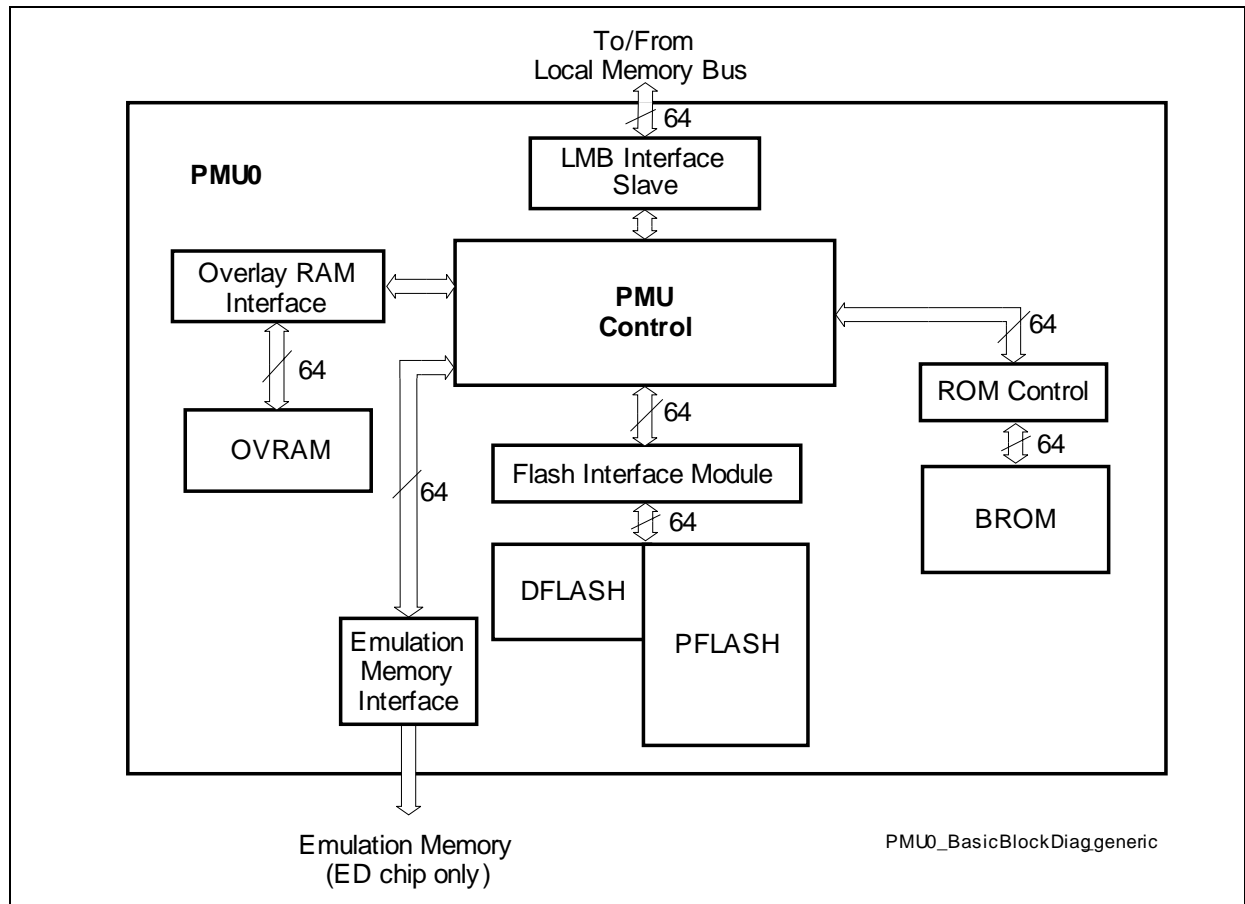 To/From
Local Memory Bus
64
LMB Interface
Slave
PMU0
Overlay RAM
Interface
PMU
Control
64
64
ROM Control
64
OVRAM
64
Flash Interface Module
64
64
BROM
DFLASH
PFLASH
Emulation
Memory
Interface
Emulation Memory
(ED chip only)
PMU0_BasicBlockDiag.generic